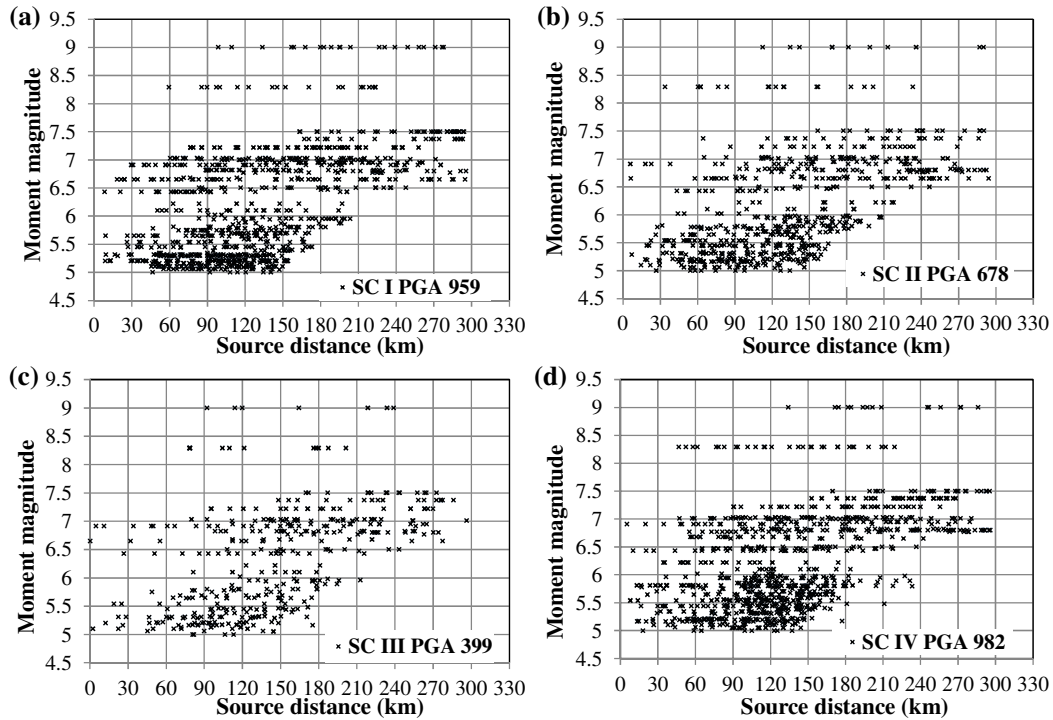 (a)
9.5
9
8.5
8
7.5
7
6.5
6
5.5
5
4.5
Moment magnitude
× SC I PGA 959
0 30 60 90 120 150 180 210 240 270 300 330
Source distance (km)
(b)
9.5
9
8.5
8
7.5
7
6.5
6
5.5
5
4.5
Moment magnitude
× SC II PGA 678
0 30 60 90 120 150 180 210 240 270 300 330
Source distance (km)
(c)
9.5
9
8.5
8
7.5
7
6.5
6
5.5
5
4.5
Moment magnitude
× SC III PGA 399
0 30 60 90 120 150 180 210 240 270 300 330
Source distance (km)
(d)
9.5
9
8.5
8
7.5
7
6.5
6
5.5
5
4.5
Moment magnitude
× SC IV PGA 982
0 30 60 90 120 150 180 210 240 270 300 330
Source distance (km)